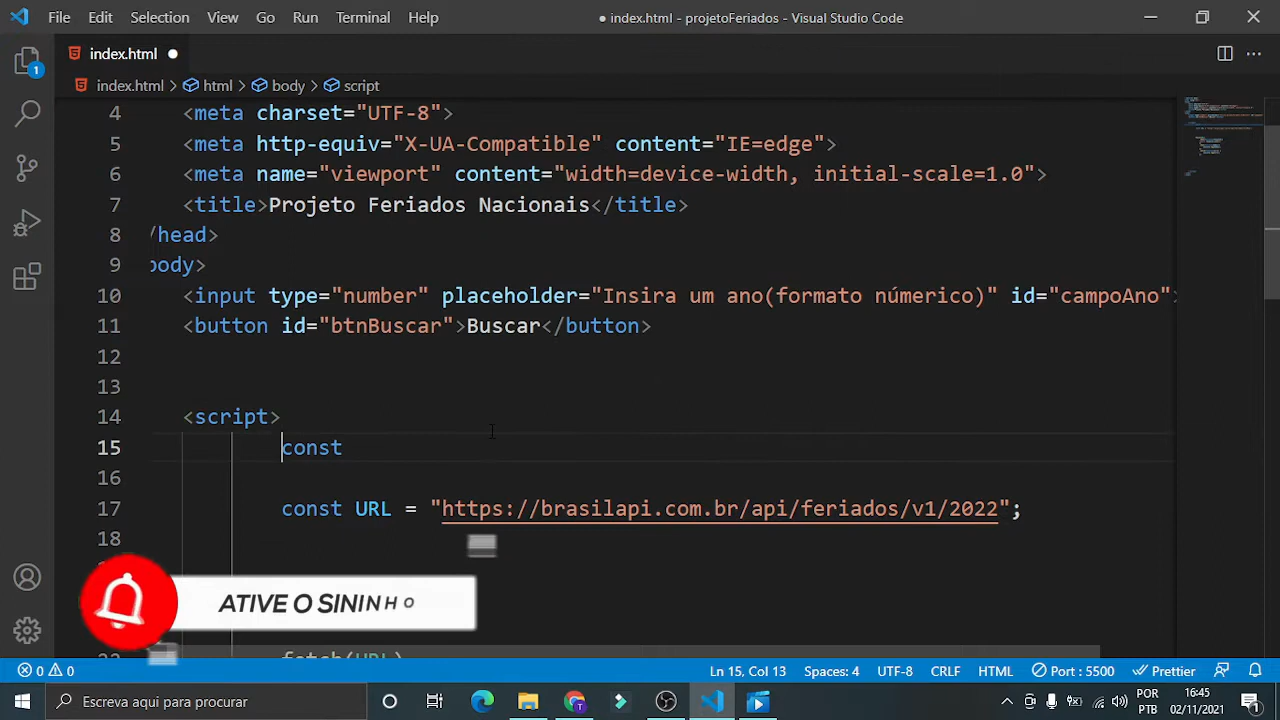 File Edit Selection View Go Run Terminal Help
● index.html - projetoFeriados - Visual Studio Code
index.html ●
index.html > html > body > script
4 <meta charset="UTF-8">
5 <meta http-equiv="X-UA-Compatible" content="IE=edge">
6 <meta name="viewport" content="width=device-width, initial-scale=1.0">
7 <title>Projeto Feriados Nacionais</title>
8 /head>
9 body>
10 <input type="number" placeholder="Insira um ano(formato númerico)" id="campoAno">
11 <button id="btnBuscar">Buscar</button>
12
13
14 <script>
15 const
16
17 const URL = "https://brasilapi.com.br/api/feriados/v1/2022";
18
1
ATIVE O SININHO
fetch(URL)
0 0
Ln 15, Col 13 Spaces: 4 UTF-8 CRLF HTML Port : 5500 Prettier
Escreva aqui para procurar
POR
PTB
16:45
02/11/2021
1